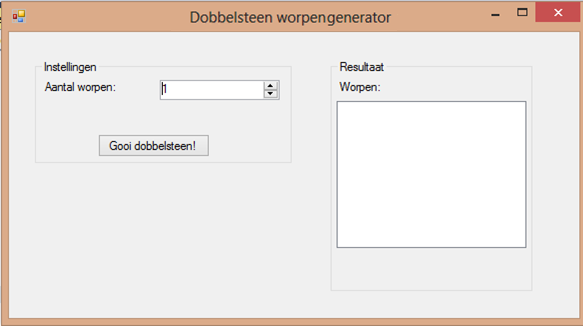 Dobbelsteen worpengenerator
Instellingen
Aantal worpen:
1
Gooi dobbelsteen!
Resultaat
Worpen: